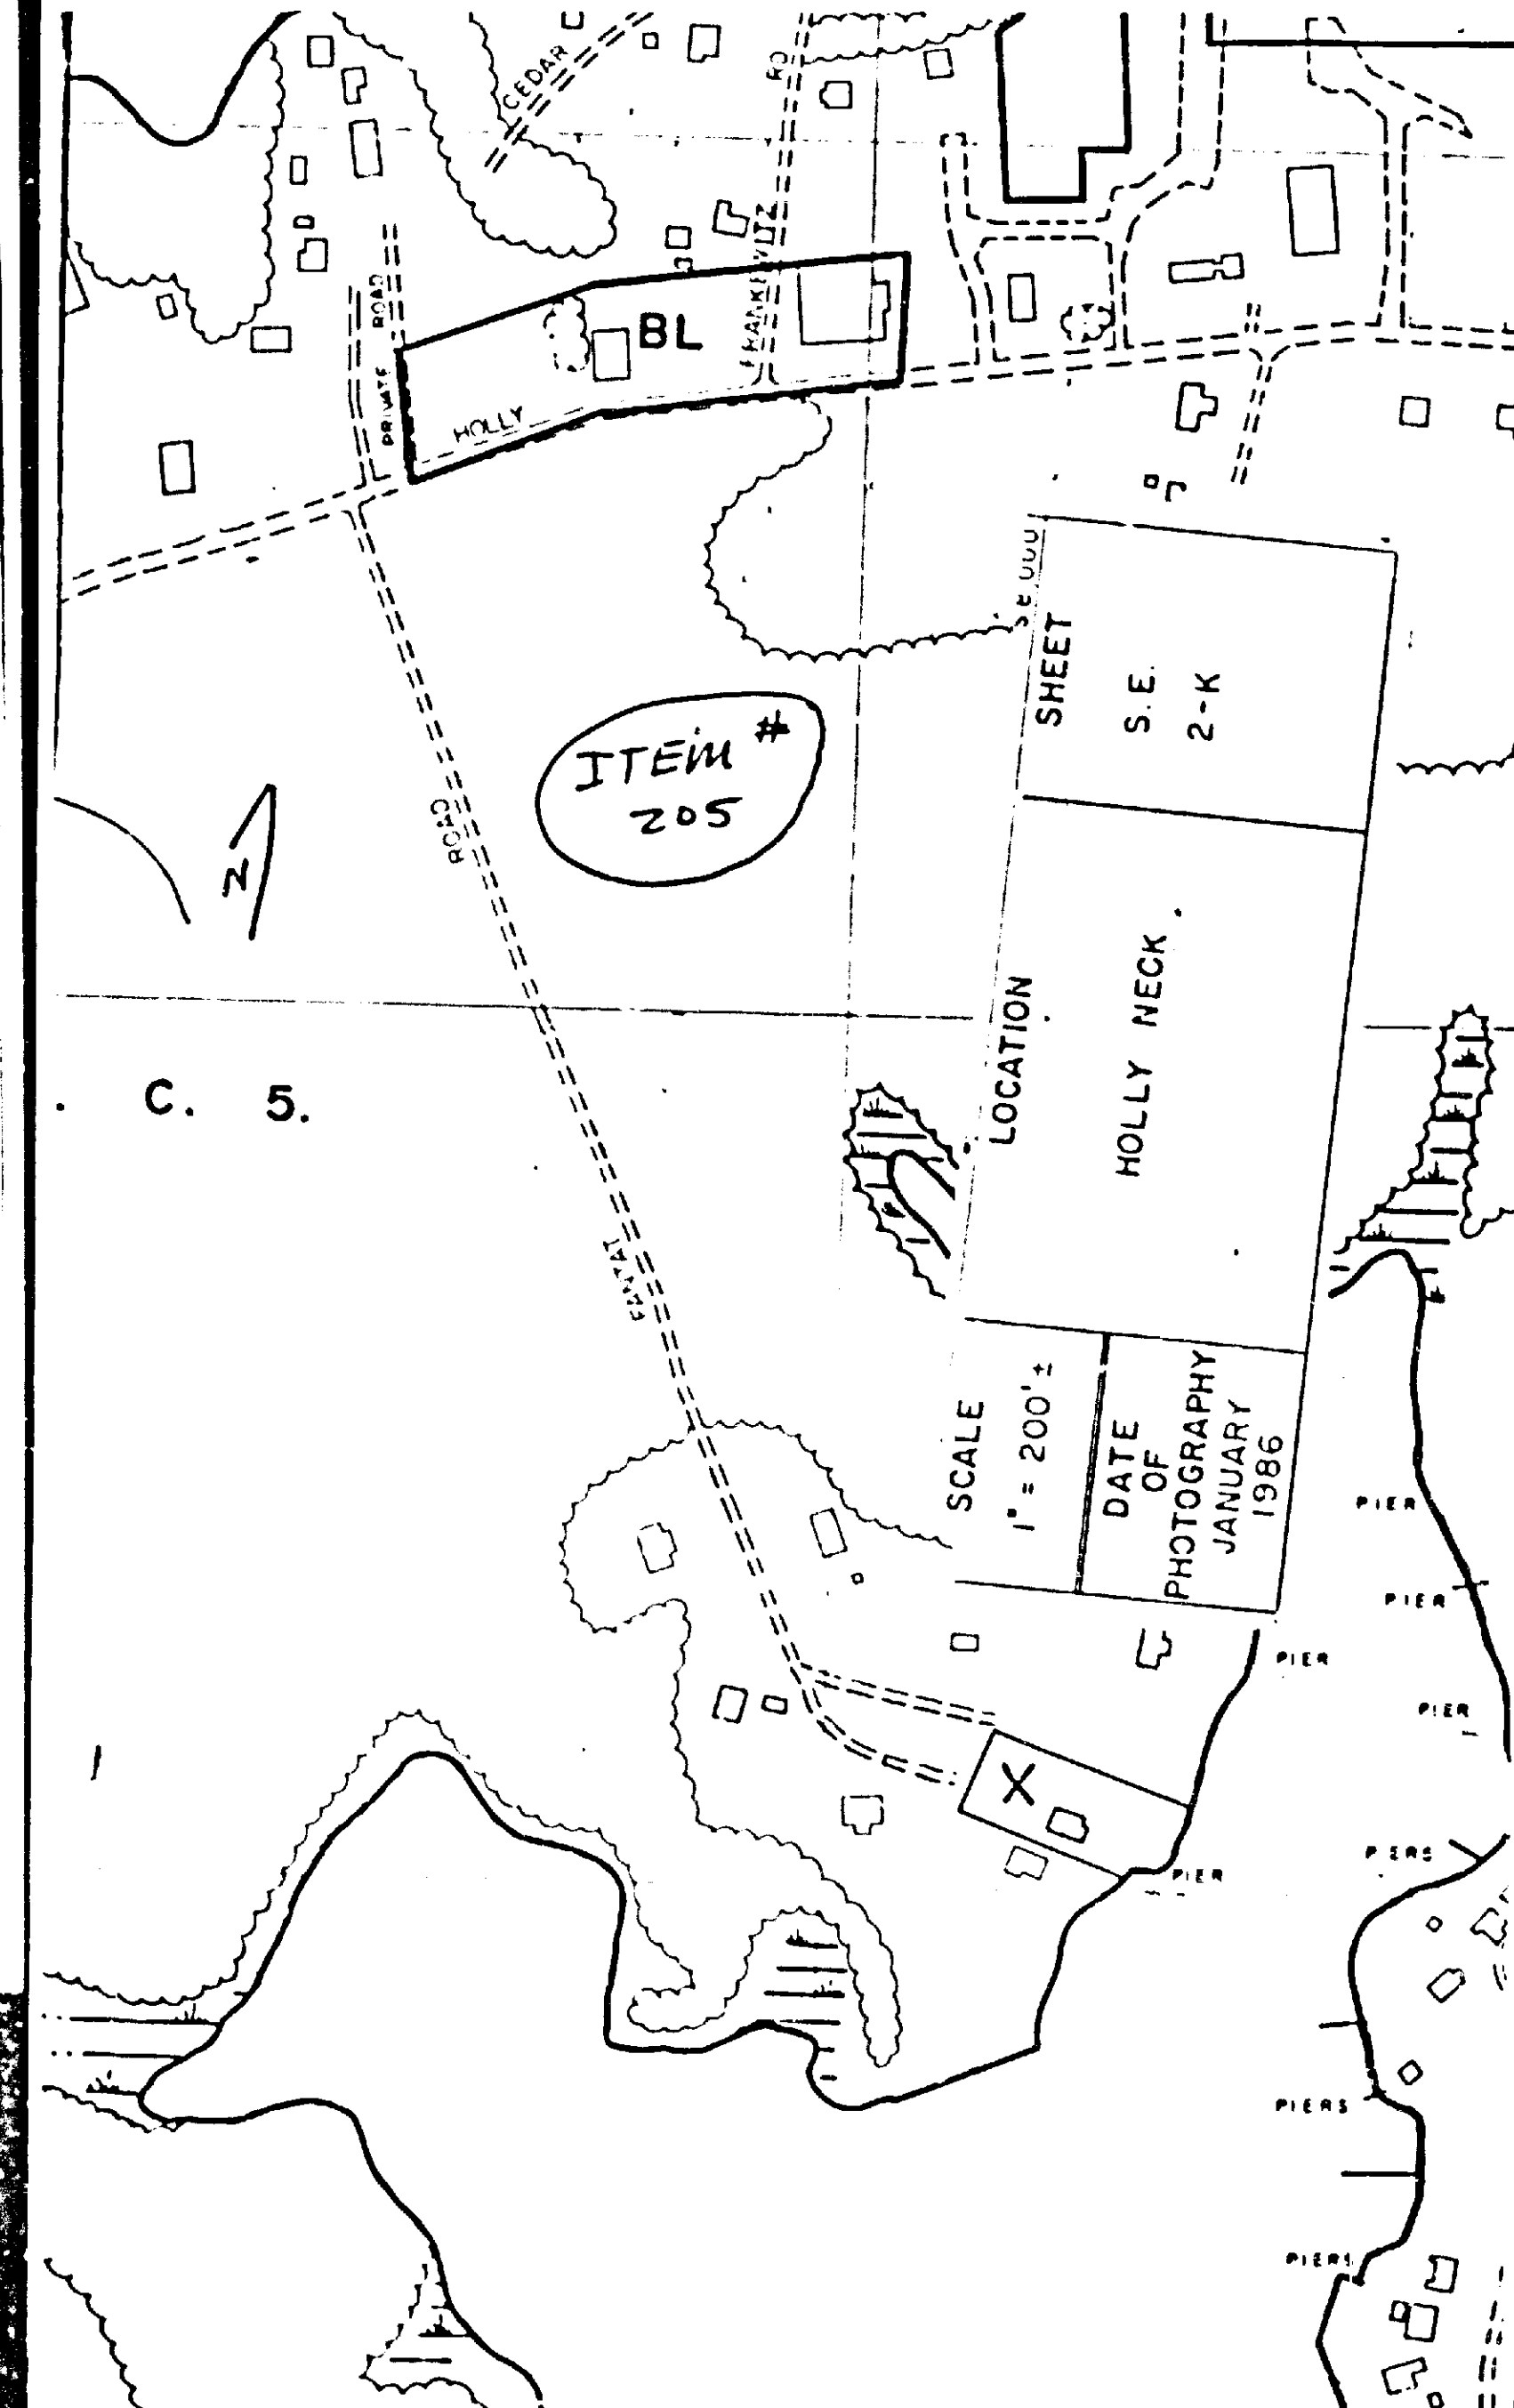 CEDAR
RD
PRIVATE ROAD
HOLLY
BL
ITEM #
205
N
ROAD
C. 5.
SHEET
S.E.
2-K
LOCATION
HOLLY NECK
SCALE
1" = 200'±
DATE
OF
PHOTOGRAPHY
JANUARY
1986
X
PIER
PIER
PIER
PIER
PIERS
PIER
PIERS
PIERS